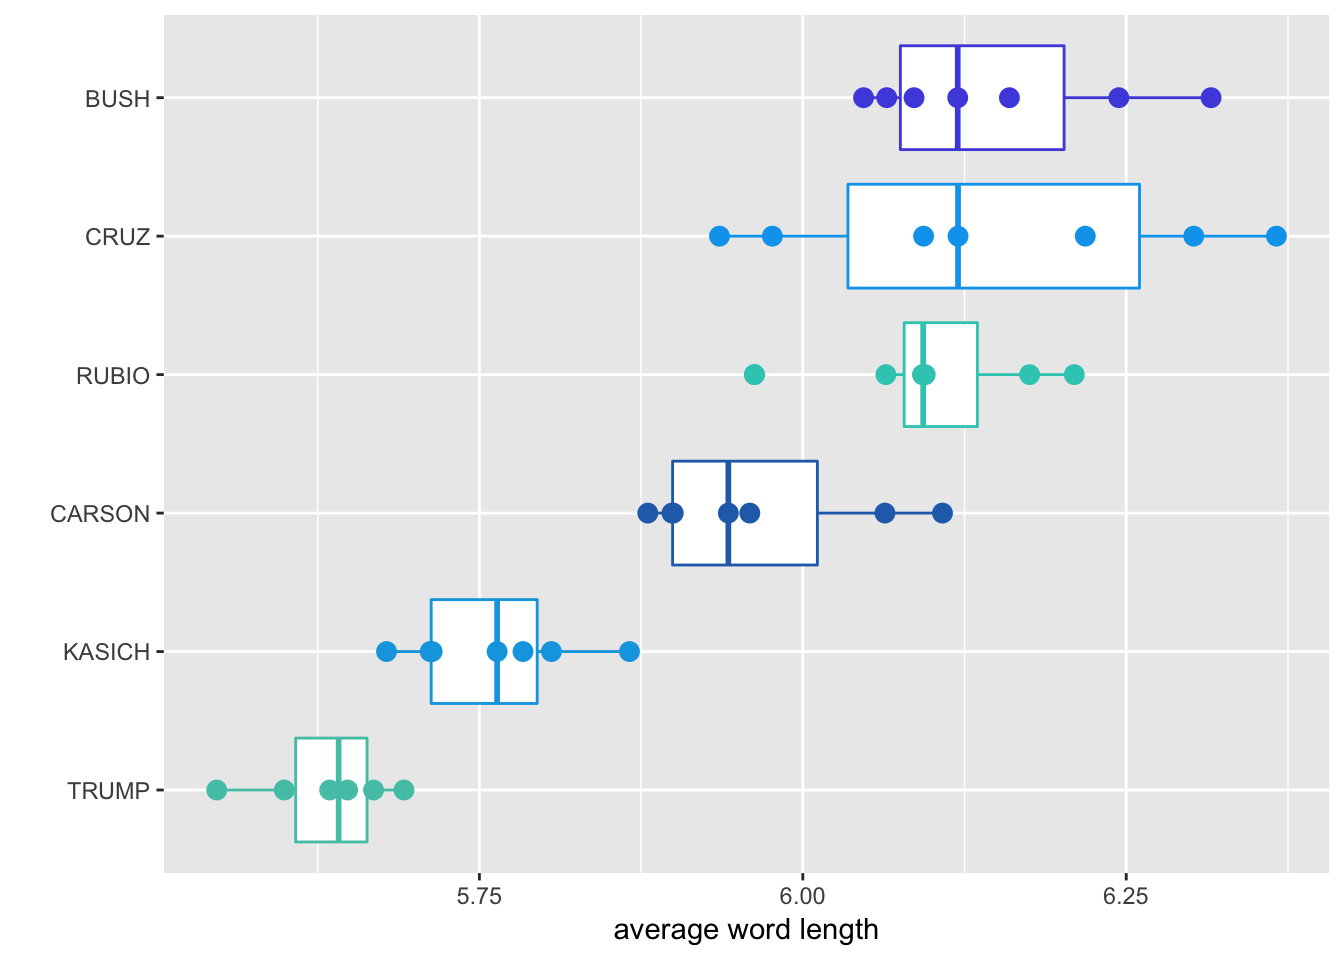 BUSH
CRUZ
RUBIO
CARSON
KASICH
TRUMP
5.75 6.00 6.25
average word length